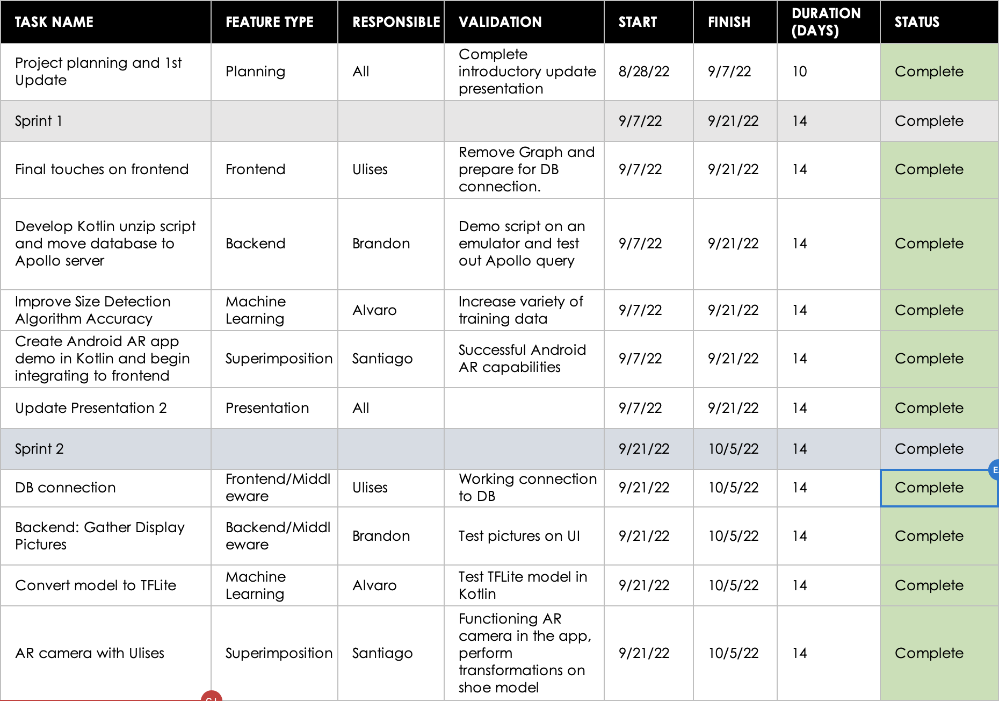 TASK NAME FEATURE TYPE RESPONSIBLE VALIDATION START FINISH DURATION (DAYS) STATUS
Project planning and 1st
Update
Planning
All
Complete
introductory update
presentation
8/28/22
9/7/22
10
Complete
Sprint 1
9/7/22
9/21/22
14
Complete
Final touches on frontend
Frontend
Ulises
Remove Graph and
prepare for DB
connection.
9/7/22
9/21/22
14
Complete
Develop Kotlin unzip script
and move database to
Apollo server
Backend
Brandon
Demo script on an
emulator and test
out Apollo query
9/7/22
9/21/22
14
Complete
Improve Size Detection
Algorithm Accuracy
Machine
Learning
Alvaro
Increase variety of
training data
9/7/22
9/21/22
14
Complete
Create Android AR app
demo in Kotlin and begin
integrating to frontend
Superimposition
Santiago
Successful Android
AR capabilities
9/7/22
9/21/22
14
Complete
Update Presentation 2
Presentation
All
9/7/22
9/21/22
14
Complete
Sprint 2
9/21/22
10/5/22
14
Complete
DB connection
Frontend/Middl
eware
Ulises
Working connection
to DB
9/21/22
10/5/22
14
Complete
Backend: Gather Display
Pictures
Backend/Middl
eware
Brandon
Test pictures on UI
9/21/22
10/5/22
14
Complete
Convert model to TFLite
Machine
Learning
Alvaro
Test TFLite model in
Kotlin
9/21/22
10/5/22
14
Complete
AR camera with Ulises
Superimposition
Santiago
Functioning AR
camera in the app,
perform
transformations on
shoe model
9/21/22
10/5/22
14
Complete